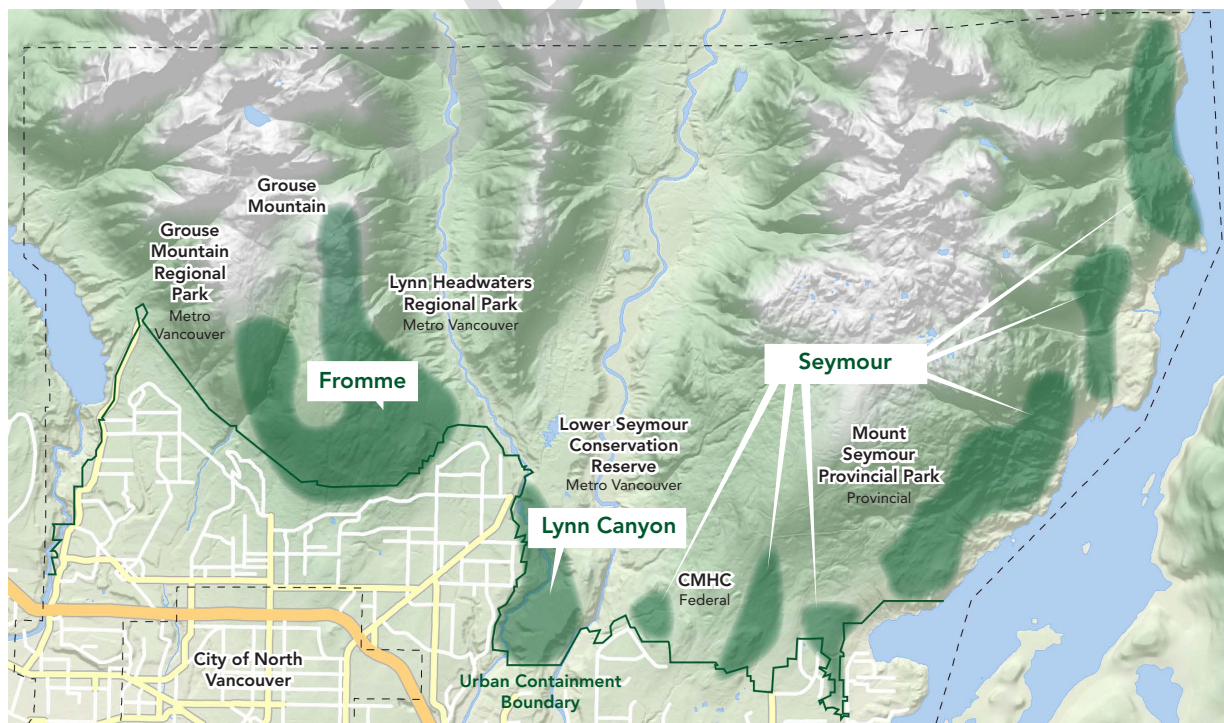 Grouse
Mountain
Grouse
Mountain
Regional
Park
Metro
Vancouver
Lynn Headwaters
Regional Park
Metro Vancouver
Fromme
Seymour
Lower Seymour
Conservation
Reserve
Metro Vancouver
Mount
Seymour
Provincial Park
Provincial
Lynn Canyon
CMHC
Federal
City of North
Vancouver
Urban Containment
Boundary